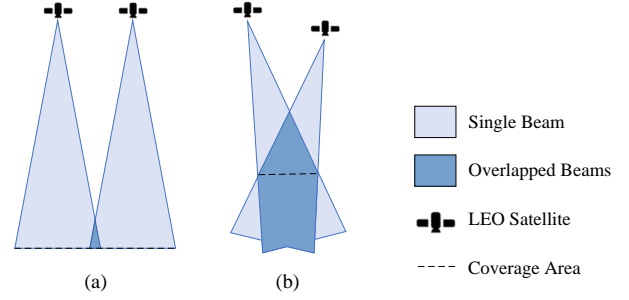 Single Beam
Overlapped Beams
LEO Satellite
Coverage Area
(a)
(b)